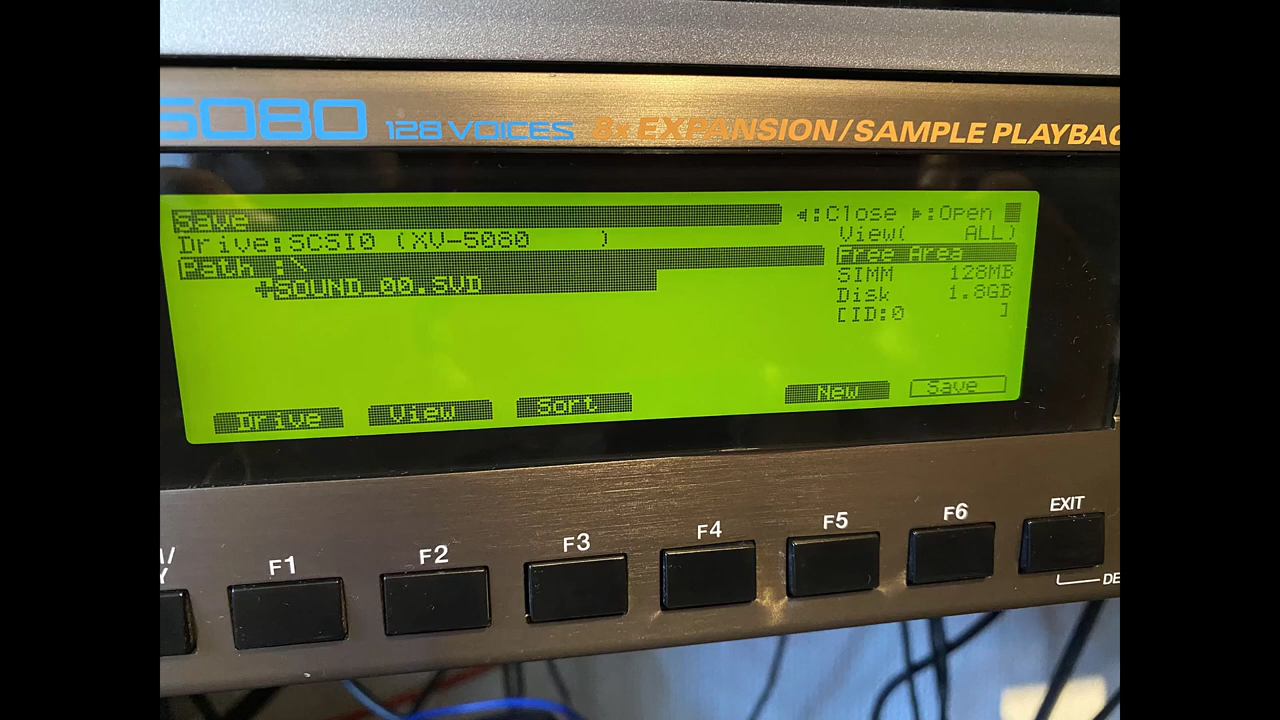 5080 128 VOICES 8x EXPANSION/SAMPLE PLAYBAC
Save ◄:Close ►:Open
Drive:SCSI0 (XV-5080 ) View( ALL)
Path :\ Free Area
+SOUND_00.SVD SIMM 128MB
Disk 1.8GB
[ID:0 ]
Drive View Sort New Save
F1 F2 F3 F4 F5 F6 EXIT
/
Y
DE